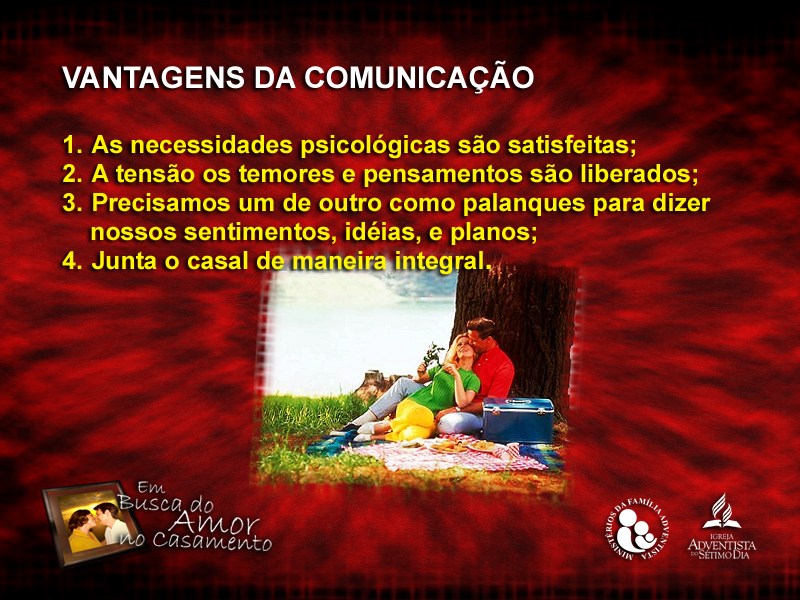 VANTAGENS DA COMUNICAÇÃO
1. As necessidades psicológicas são satisfeitas;
2. A tensão os temores e pensamentos são liberados;
3. Precisamos um de outro como palanques para dizer
nossos sentimentos, idéias, e planos;
4. Junta o casal de maneira integral.
Em
Busca do
Amor
no Casamento
MINISTÉRIOS DA FAMÍLIA ADVENTISTA
IGREJA
ADVENTISTA
DO SÉTIMO DIA